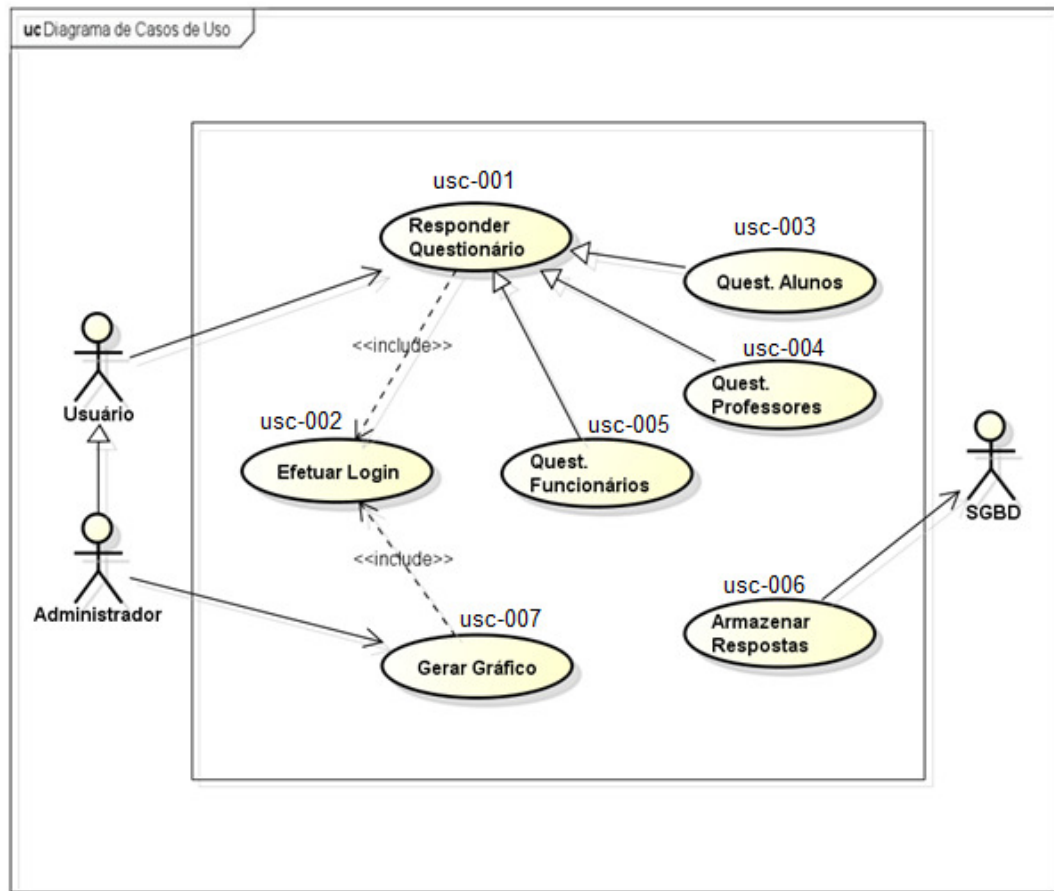 uc Diagrama de Casos de Uso
usc-001
Responder
Questionário
usc-003
Quest. Alunos
<<include>>
usc-004
Quest.
Professores
Usuário
usc-002
Efetuar Login
usc-005
Quest.
Funcionários
SGBD
<<include>>
Administrador
usc-006
Armazenar
Respostas
usc-007
Gerar Gráfico